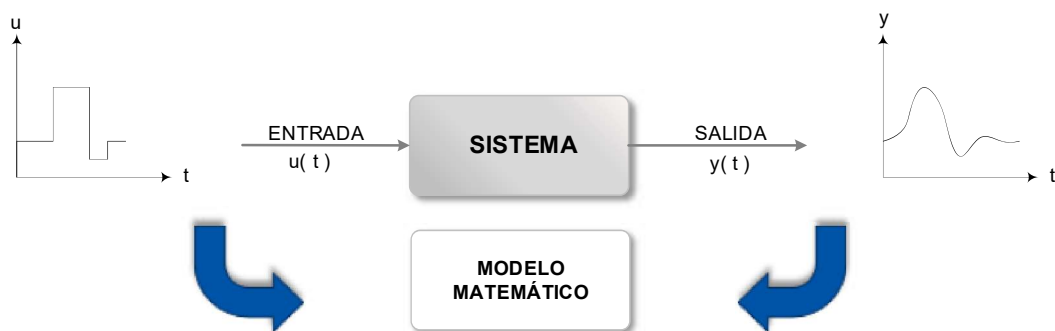 u
t
ENTRADA
u( t )
SISTEMA
SALIDA
y( t )
y
t
MODELO
MATEMÁTICO